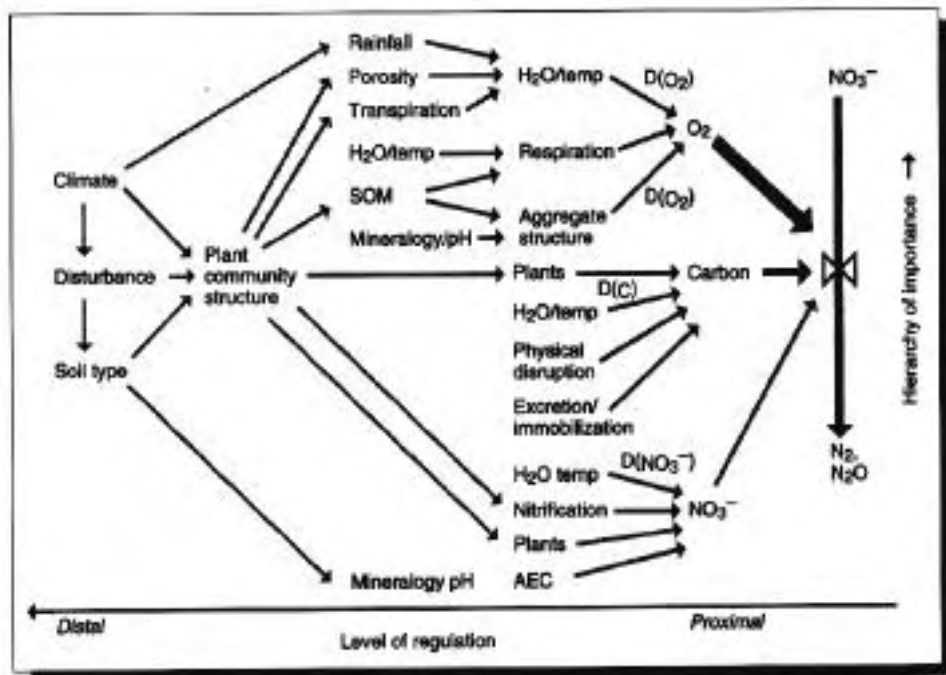 Rainfall
Porosity
Transpiration
H₂O/temp
SOM
Mineralogy/pH
Climate
Disturbance
Soil type
Plant
community
structure
H₂O/temp
Respiration
Aggregate
structure
Plants
D(C)
H₂O/temp
Physical
disruption
Excretion/
immobilization
H₂O temp
Nitrification
Plants
Mineralogy pH
AEC
D(O₂)
O₂
D(O₂)
Carbon
D(NO₃⁻)
NO₃⁻
NO₃⁻
N₂,
N₂O
Hierarchy of importance →
Distal
Proximal
Level of regulation